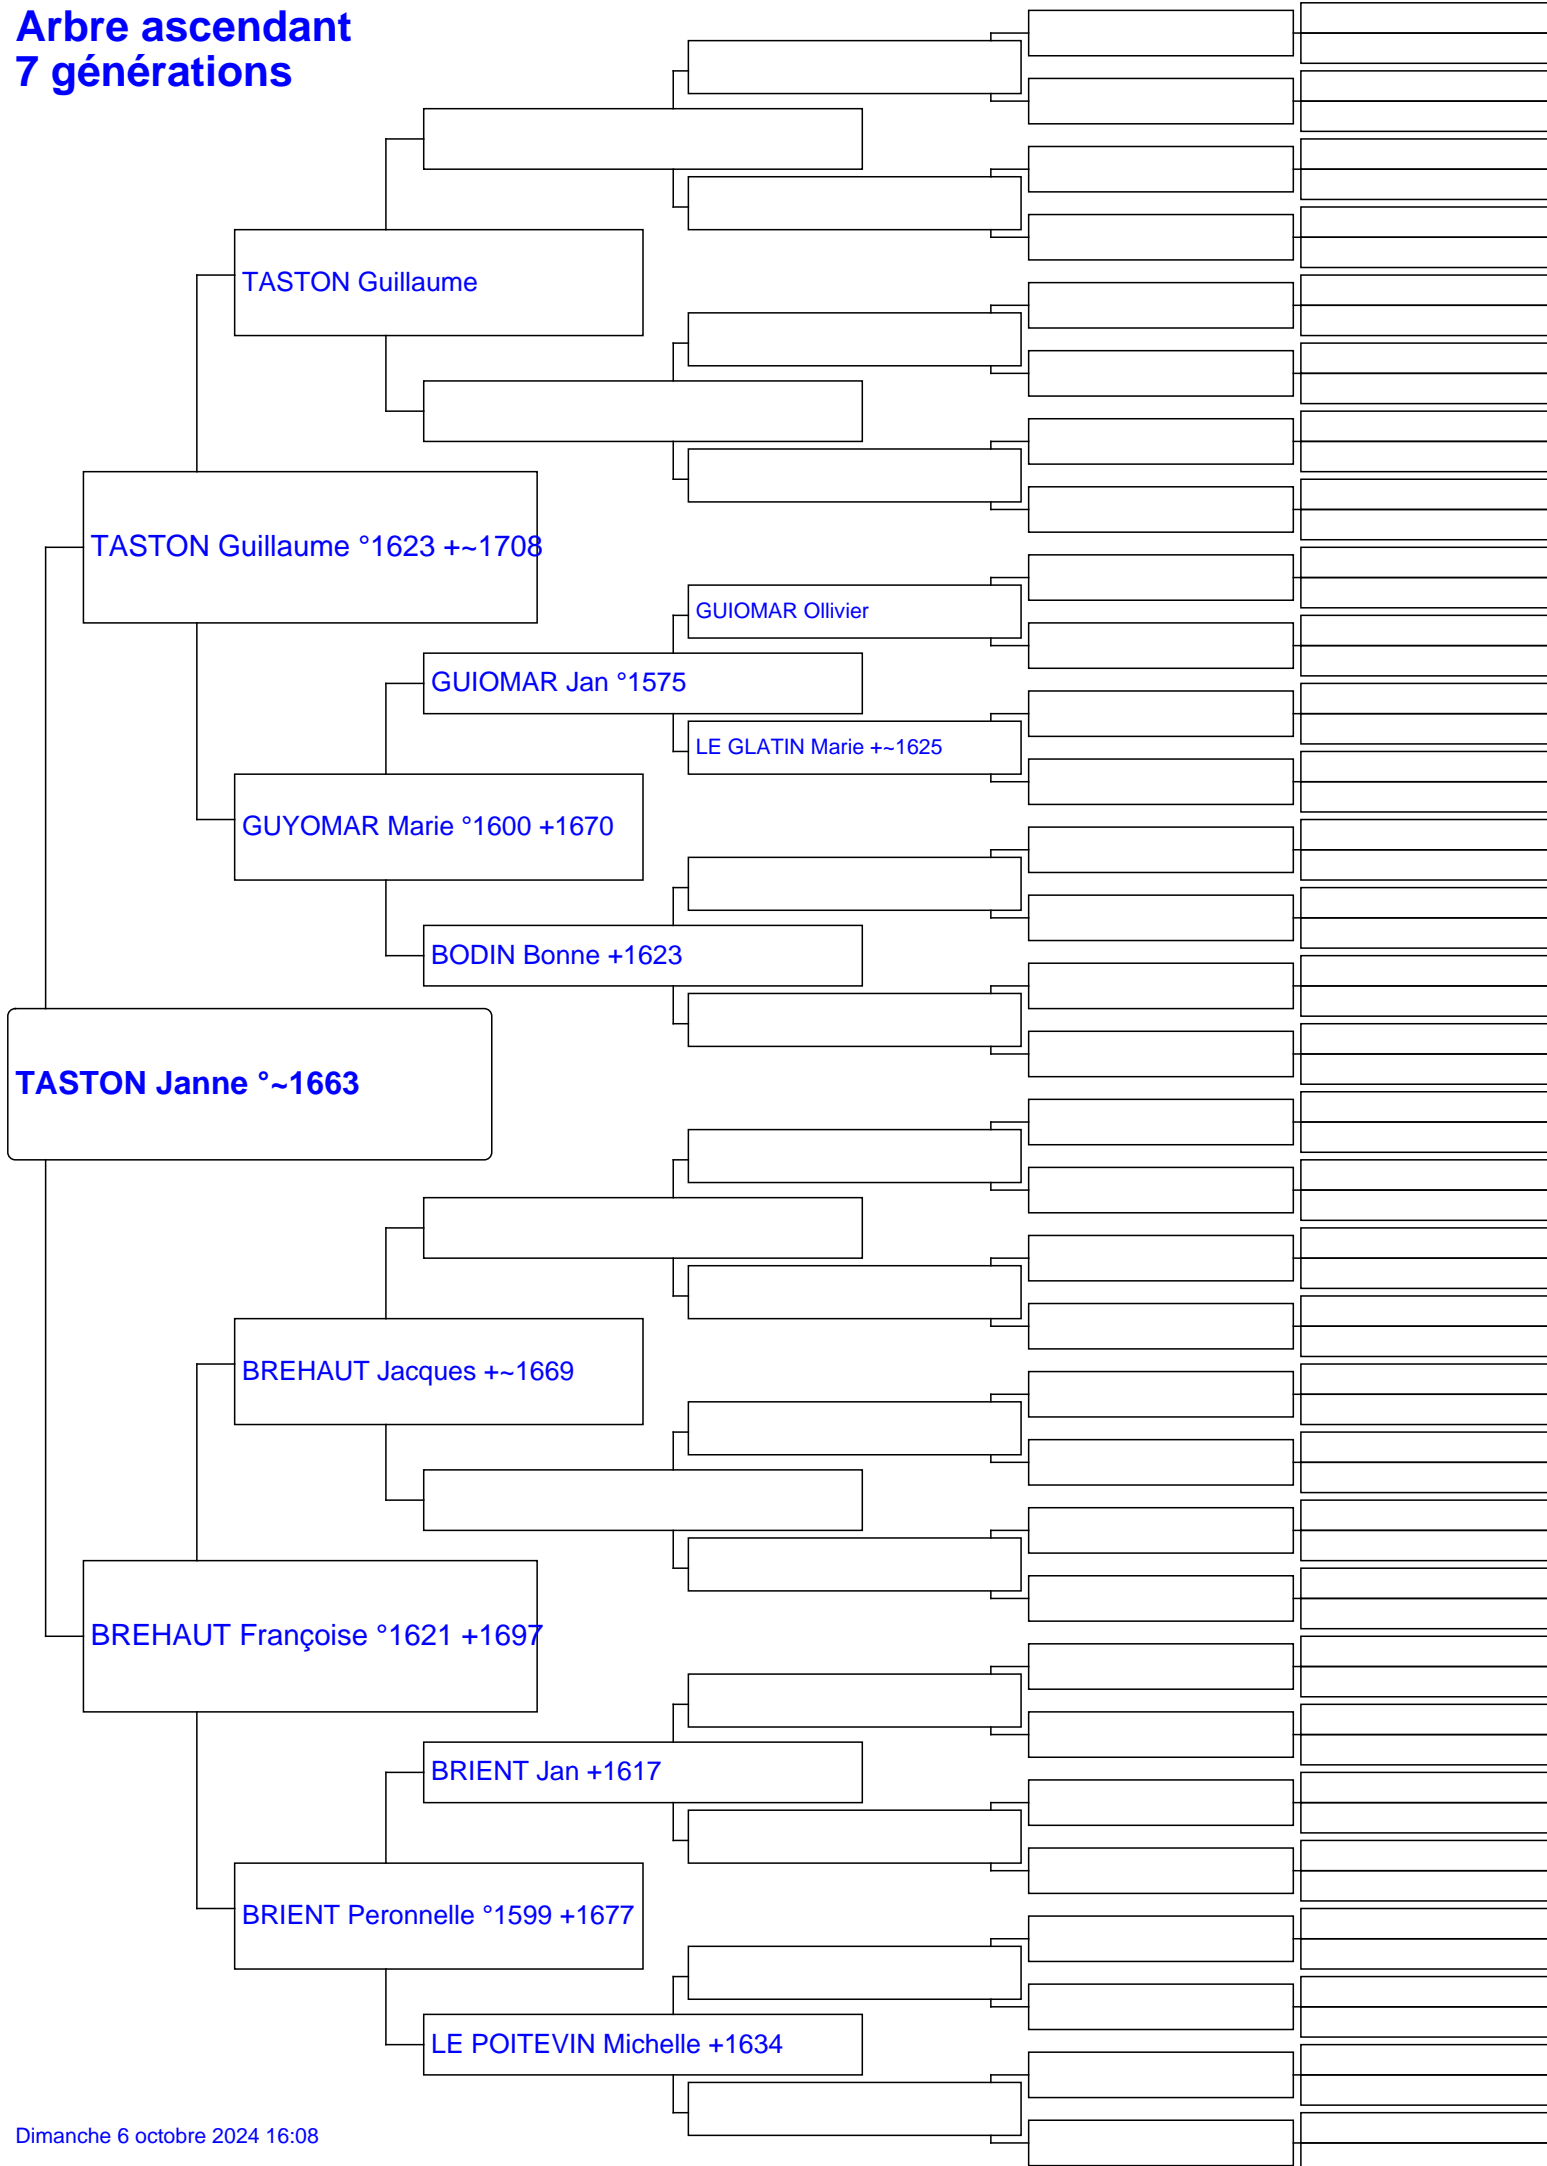 Arbre ascendant
7 générations
TASTON Guillaume
TASTON Guillaume °1623 +~1708
GUIOMAR Ollivier
GUIOMAR Jan °1575
LE GLATIN Marie +~1625
GUYOMAR Marie °1600 +1670
BODIN Bonne +1623
TASTON Janne °~1663
BREHAUT Jacques +~1669
BREHAUT Françoise °1621 +1697
BRIENT Jan +1617
BRIENT Peronnelle °1599 +1677
LE POITEVIN Michelle +1634
Dimanche 6 octobre 2024 16:08